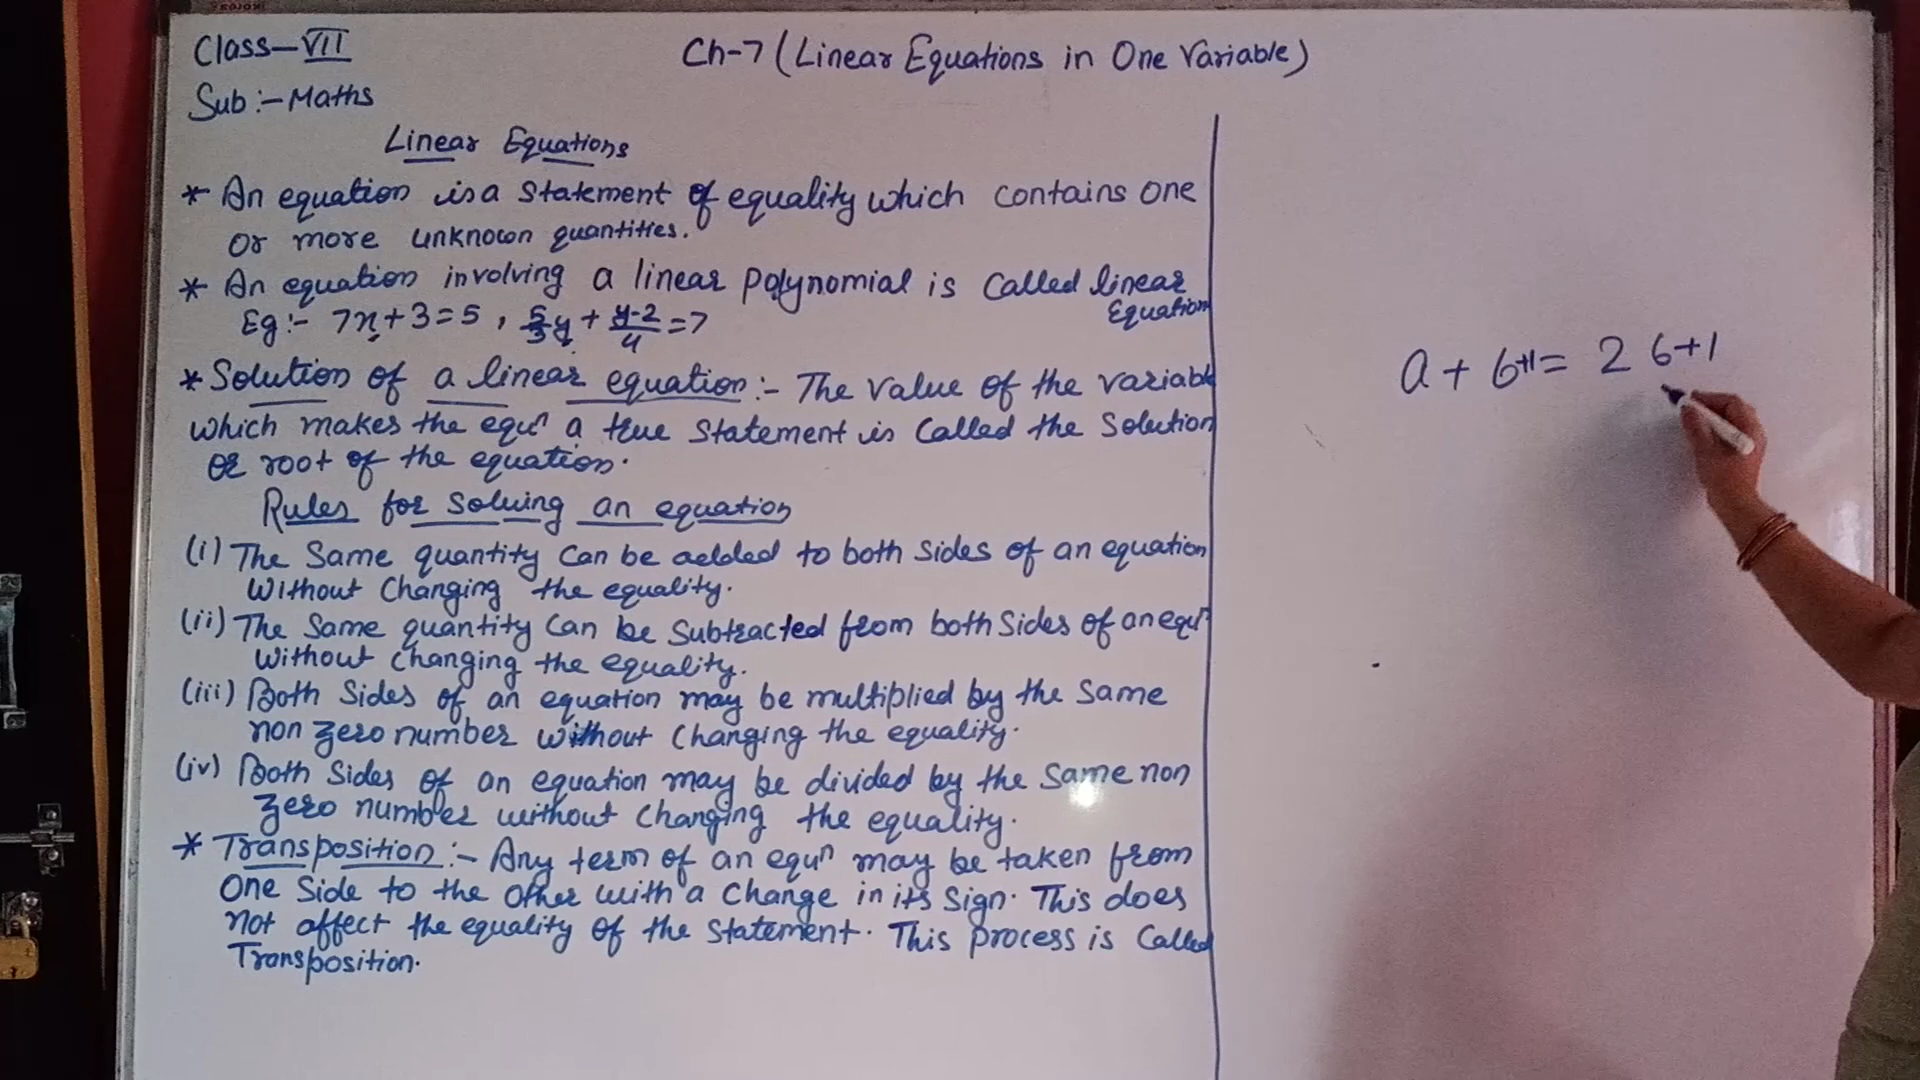 Class-VII
Ch-7 (Linear Equations in One Variable)
Sub:- Maths
Linear Equations
* An equation is a statement of equality which contains one
or more unknown quantities.
* An equation involving a linear polynomial is called linear
Equation
Eg:- 7x+3=5, 5/3y + y-2/4 = 7
* Solution of a linear equation:- The value of the variable
which makes the equn a true statement is called the solution
or root of the equation.
Rules for solving an equation
(i) The same quantity can be added to both sides of an equation
without changing the equality.
(ii) The same quantity can be subtracted from both sides of an equn
without changing the equality.
(iii) Both sides of an equation may be multiplied by the same
non zero number without changing the equality.
(iv) Both sides of an equation may be divided by the same non
zero number without changing the equality.
* Transposition:- Any term of an equn may be taken from
one side to the other with a change in its sign. This does
not affect the equality of the statement. This process is called
Transposition.
a + 6+1 = 2 6+1